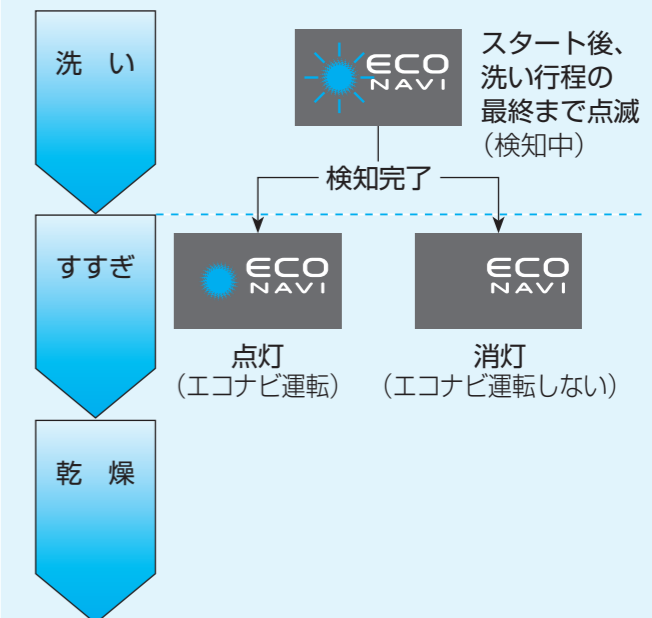 洗 い
ECO
NAVI
スタート後、
洗い行程の
最終まで点滅
（検知中）
検知完了
すすぎ
ECO
NAVI
点灯
（エコナビ運転）
ECO
NAVI
消灯
（エコナビ運転しない）
乾 燥